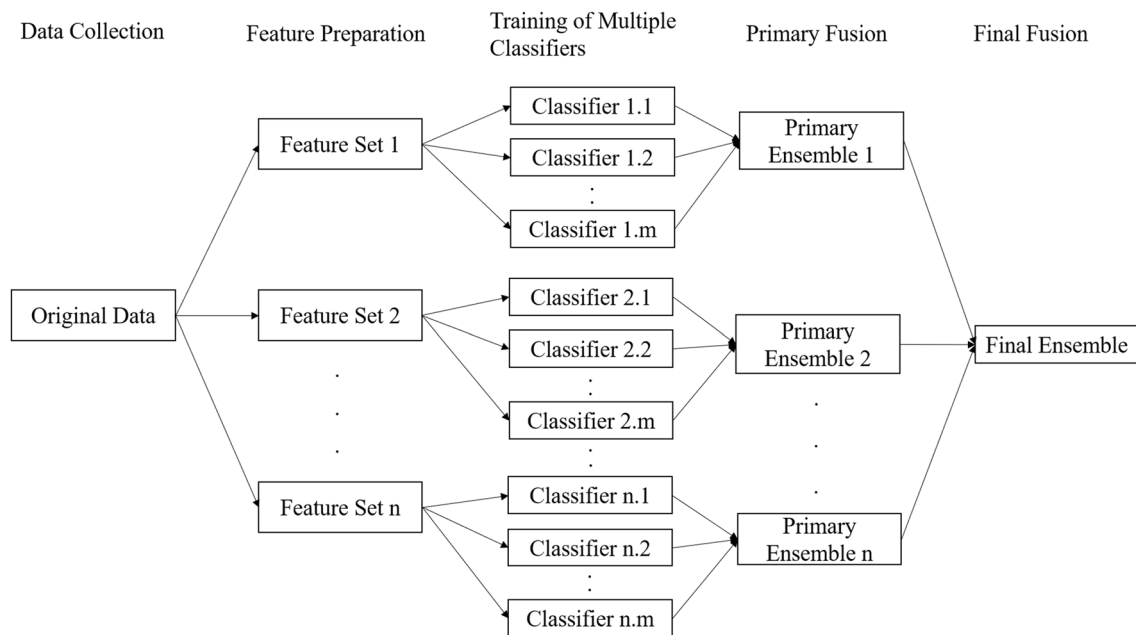 Data Collection
Feature Preparation
Training of Multiple
Classifiers
Primary Fusion
Final Fusion
Original Data
Feature Set 1
Feature Set 2
Feature Set n
Classifier 1.1
Classifier 1.2
Classifier 1.m
Classifier 2.1
Classifier 2.2
Classifier 2.m
Classifier n.1
Classifier n.2
Classifier n.m
Primary
Ensemble 1
Primary
Ensemble 2
Primary
Ensemble n
Final Ensemble